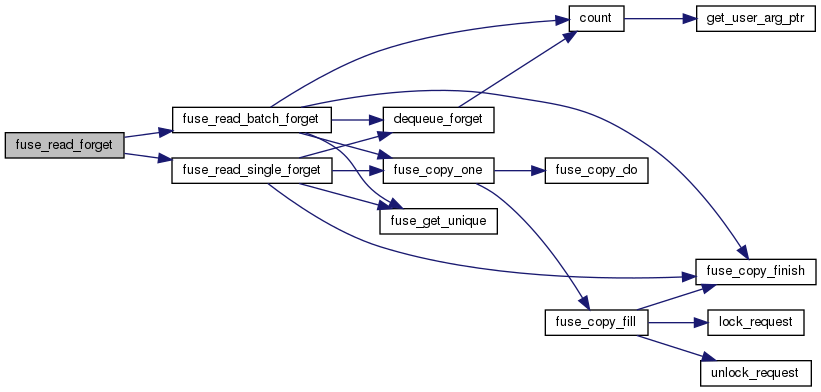 fuse_read_forget
fuse_read_batch_forget
fuse_read_single_forget
count
dequeue_forget
fuse_copy_one
fuse_get_unique
get_user_arg_ptr
fuse_copy_do
fuse_copy_finish
fuse_copy_fill
lock_request
unlock_request